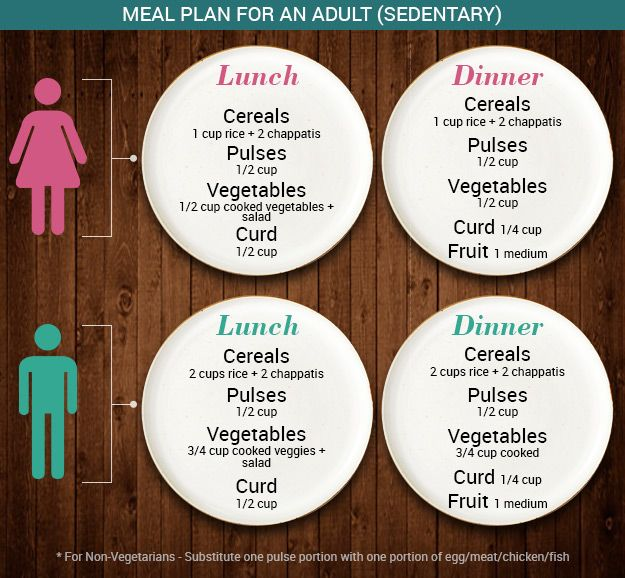 MEAL PLAN FOR AN ADULT (SEDENTARY)
Lunch
Cereals
1 cup rice + 2 chappatis
Pulses
1/2 cup
Vegetables
1/2 cup cooked vegetables +
salad
Curd
1/2 cup
Dinner
Cereals
1 cup rice + 2 chappatis
Pulses
1/2 cup
Vegetables
1/2 cup
Curd 1/4 cup
Fruit 1 medium
Lunch
Cereals
2 cups rice + 2 chappatis
Pulses
1/2 cup
Vegetables
3/4 cup cooked veggies +
salad
Curd
1/2 cup
Dinner
Cereals
2 cups rice + 2 chappatis
Pulses
1/2 cup
Vegetables
3/4 cup cooked
Curd 1/4 cup
Fruit 1 medium
* For Non-Vegetarians - Substitute one pulse portion with one portion of egg/meat/chicken/fish